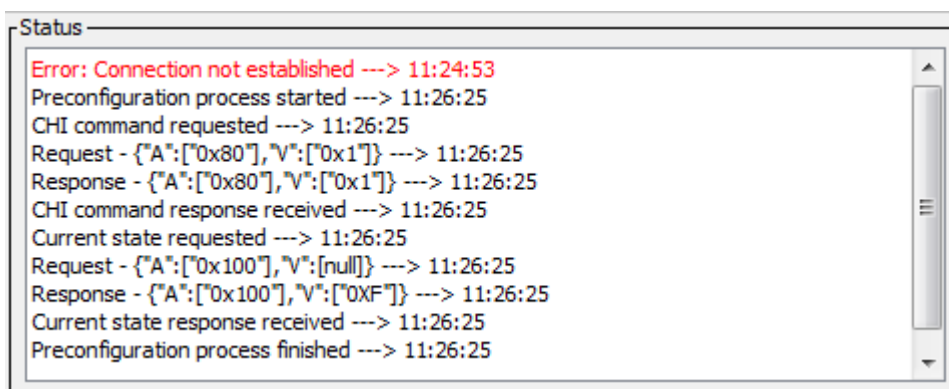 Status
Error: Connection not established ---> 11:24:53
Preconfiguration process started ---> 11:26:25
CHI command requested ---> 11:26:25
Request - {"A":["0x80"],"V":["0x1"]} ---> 11:26:25
Response - {"A":["0x80"],"V":["0x1"]} ---> 11:26:25
CHI command response received ---> 11:26:25
Current state requested ---> 11:26:25
Request - {"A":["0x100"],"V":[null]} ---> 11:26:25
Response - {"A":["0x100"],"V":["0XF"]} ---> 11:26:25
Current state response received ---> 11:26:25
Preconfiguration process finished ---> 11:26:25